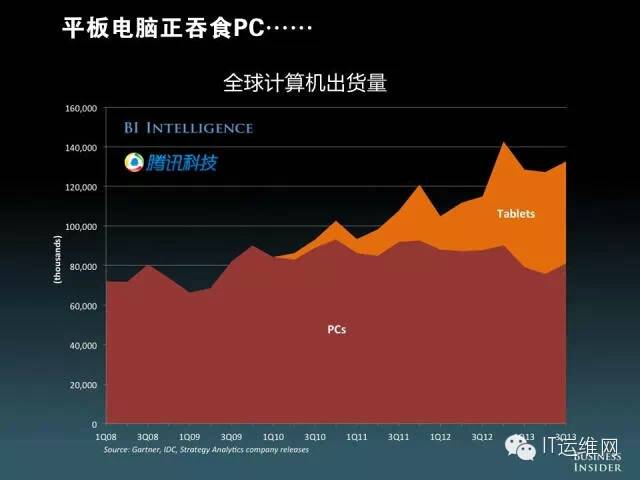 平板电脑正吞食PC……
全球计算机出货量
160,000
140,000
120,000
100,000
80,000
60,000
40,000
20,000
0
(thousands)
BI INTELLIGENCE
腾讯科技
Tablets
PCs
1Q08 3Q08 1Q09 3Q09 1Q10 3Q10 1Q11 3Q11 1Q12 3Q12 1Q13 3Q13
Source: Gartner, IDC, Strategy Analytics company releases
IT运维网
BUSINESS
INSIDER